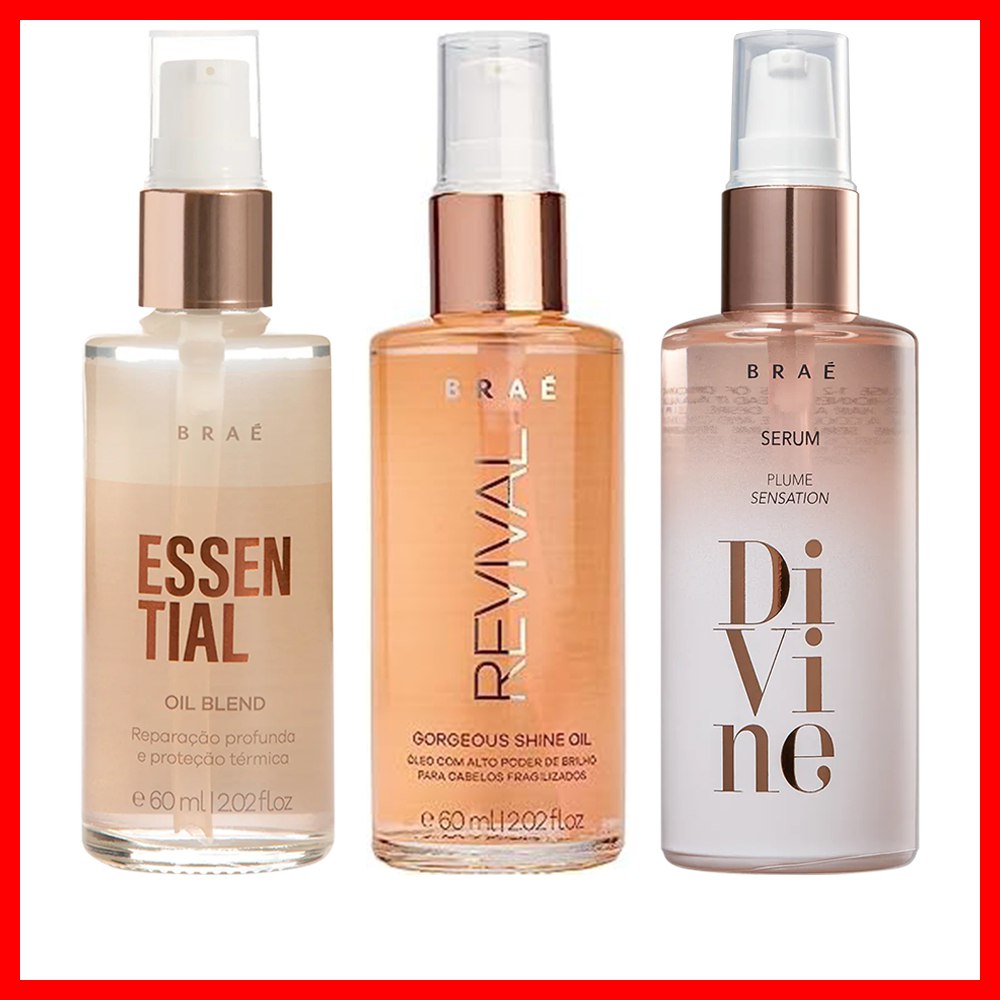 BRAÉ
ESSEN
TIAL
OIL BLEND
Reparação profunda
e proteção térmica
e 60 ml | 2.02 fl.oz
BRAÉ
REVIVAL
GORGEOUS SHINE OIL
ÓLEO COM ALTO PODER DE BRILHO
PARA CABELOS FRAGILIZADOS
e 60 ml | 2.02 fl.oz
BRAÉ
SERUM
PLUME
SENSATION
Di
Vi
ne